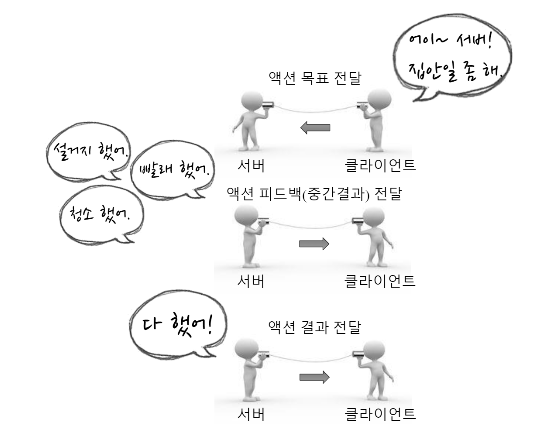 어이~ 서버!
집안일 좀 해.
액션 목표 전달
서버 클라이언트
설거지 했어.
빨래 했어.
청소 했어.
액션 피드백(중간결과) 전달
서버 클라이언트
다 했어!
액션 결과 전달
서버 클라이언트